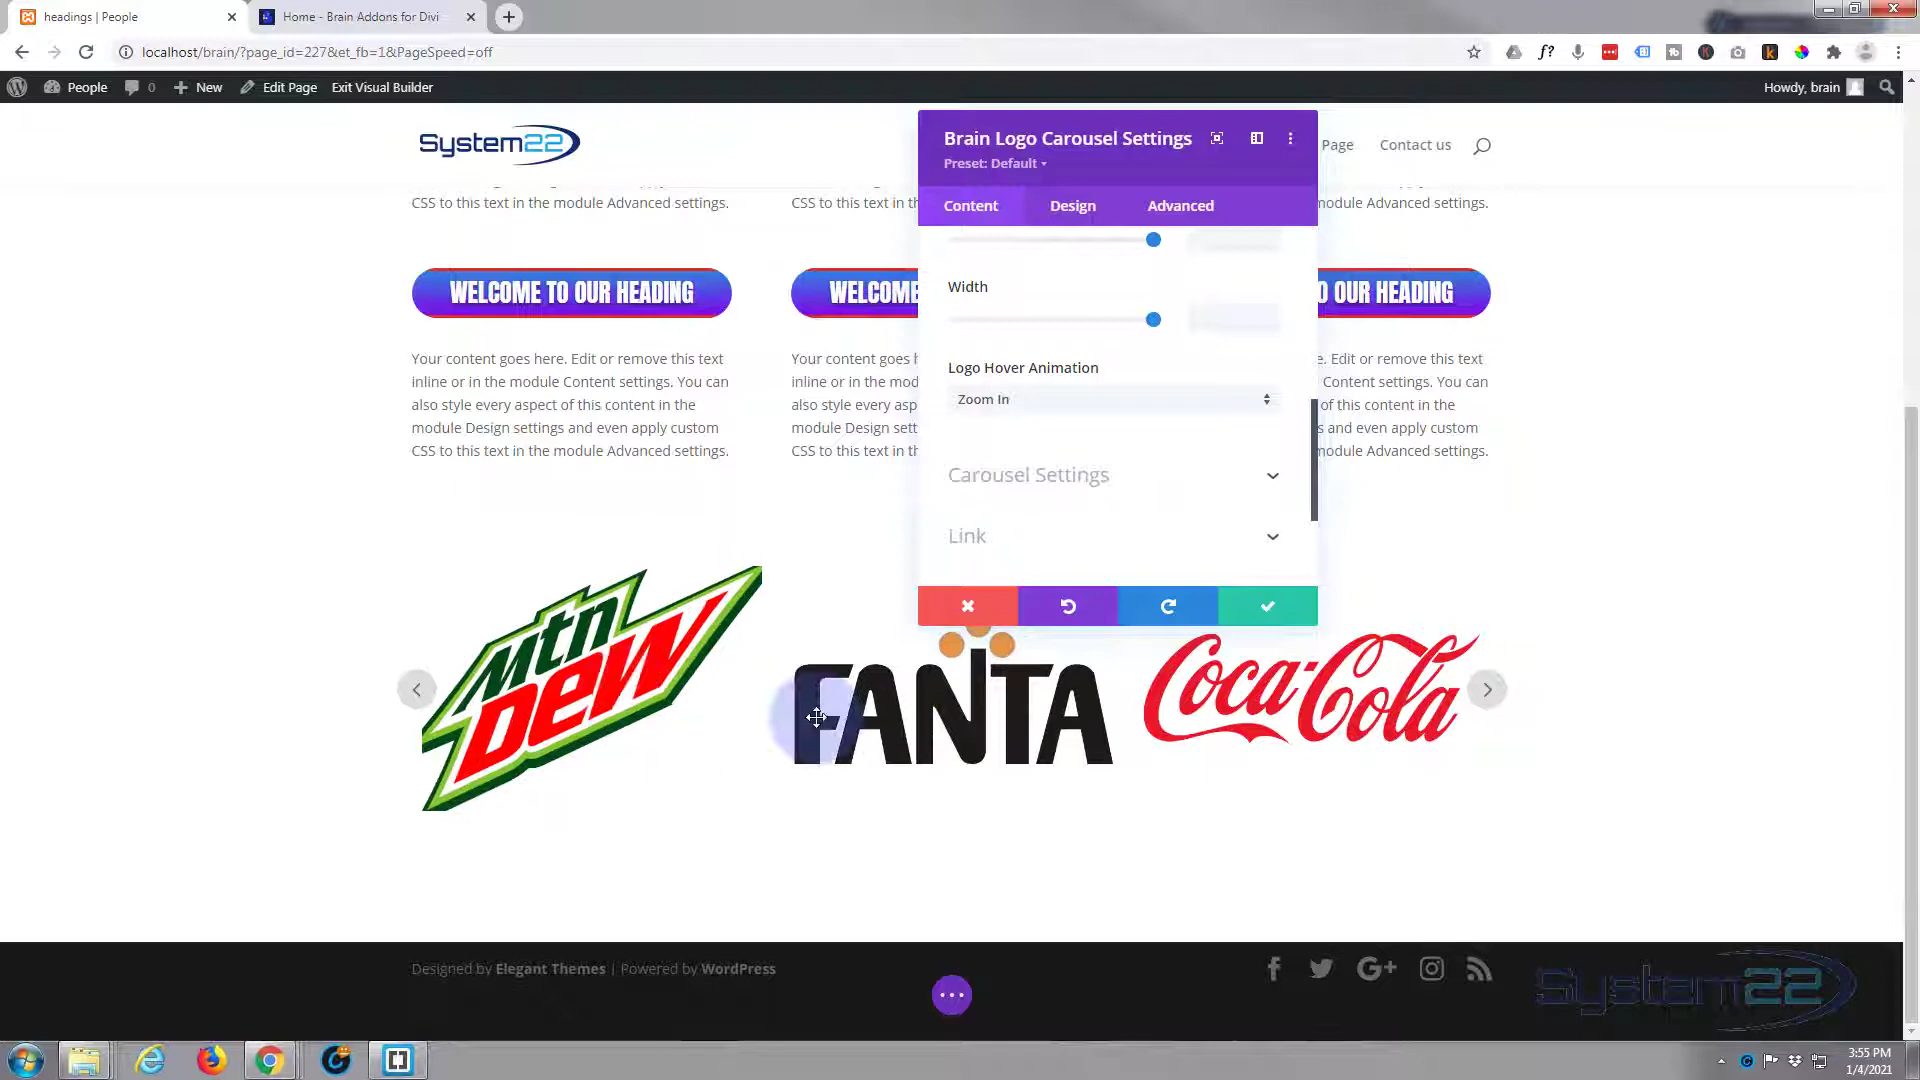 headings | People
Home - Brain Addons for Divi
localhost/brain/?page_id=227&et_fb=1&PageSpeed=off
People
0
New
Edit Page
Exit Visual Builder
Howdy, brain
System22
Page
Contact us
Brain Logo Carousel Settings
Preset: Default
Content
Design
Advanced
CSS to this text in the module Advanced settings.
CSS to this text in th
module Advanced settings.
WELCOME TO OUR HEADING
WELCOME
O OUR HEADING
Width
Logo Hover Animation
Zoom In
Carousel Settings
Link
Your content goes here. Edit or remove this text
inline or in the module Content settings. You can
also style every aspect of this content in the
module Design settings and even apply custom
CSS to this text in the module Advanced settings.
Your content goes h
inline or in the modu
also style every asp
module Design sett
CSS to this text in th
e. Edit or remove this text
Content settings. You can
of this content in the
s and even apply custom
module Advanced settings.
Mtn
Dew
FANTA
Coca-Cola
Designed by Elegant Themes | Powered by WordPress
System22
3:55 PM
1/4/2021